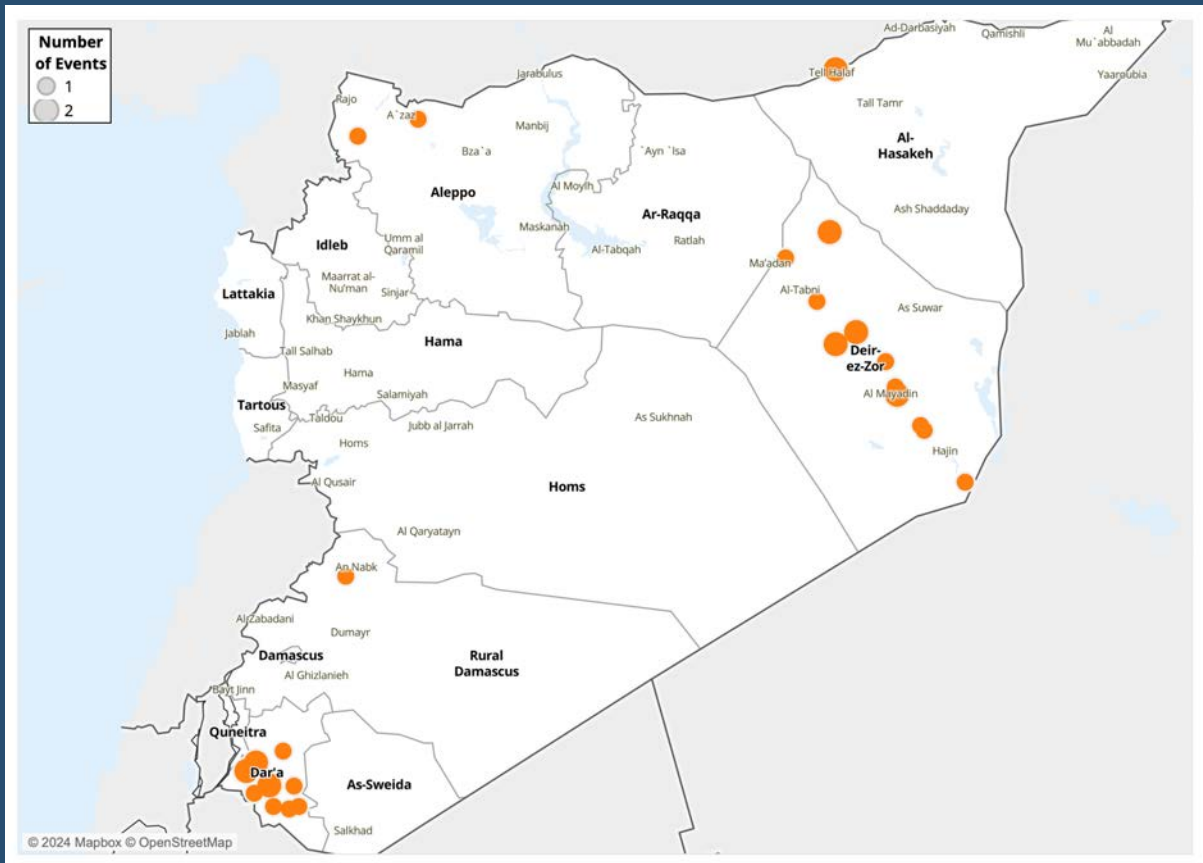 Number
of Events
1
2
Ad-Darbasiyah
Qamishli
Al
Mu`abbadah
Yaaroubia
Tell Halaf
Tall Tamr
Al-
Hasakeh
Ash Shaddaday
Jarabulus
Rajo
A`zaz
Manbij
Bza`a
`Ayn `Isa
Al Moylh
Aleppo
Ar-Raqqa
Maskanah
Al-Tabqah
Ratlah
Idleb
Umm al
Qaramil
Maarrat al-
Nu'man
Sinjar
Ma'adan
Al-Tabni
As Suwar
Lattakia
Jablah
Khan Shaykhun
Hama
Tall Salhab
Hama
Masyaf
Salamiyah
Deir-
ez-Zor
Al Mayadin
Hajin
Tartous
Safita
Taldou
Jubb al Jarrah
Homs
As Sukhnah
Al Qusair
Homs
Al Qaryatayn
An Nabk
Al Zabadani
Dumayr
Damascus
Rural
Damascus
Al Ghizlanieh
Bayt Jinn
Quneitra
Dar'a
As-Sweida
Salkhad
© 2024 Mapbox © OpenStreetMap